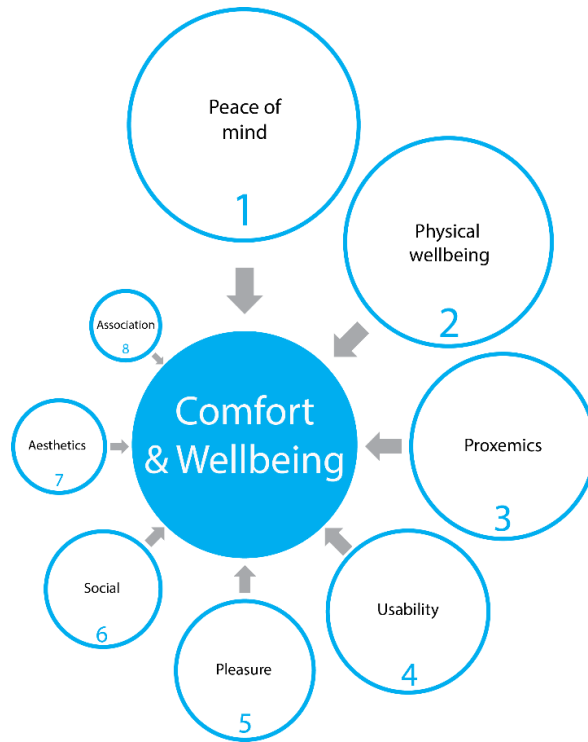 Peace of
mind
1
Physical
wellbeing
2
Proxemics
3
Usability
4
Pleasure
5
Social
6
Aesthetics
7
Association
8
Comfort
& Wellbeing